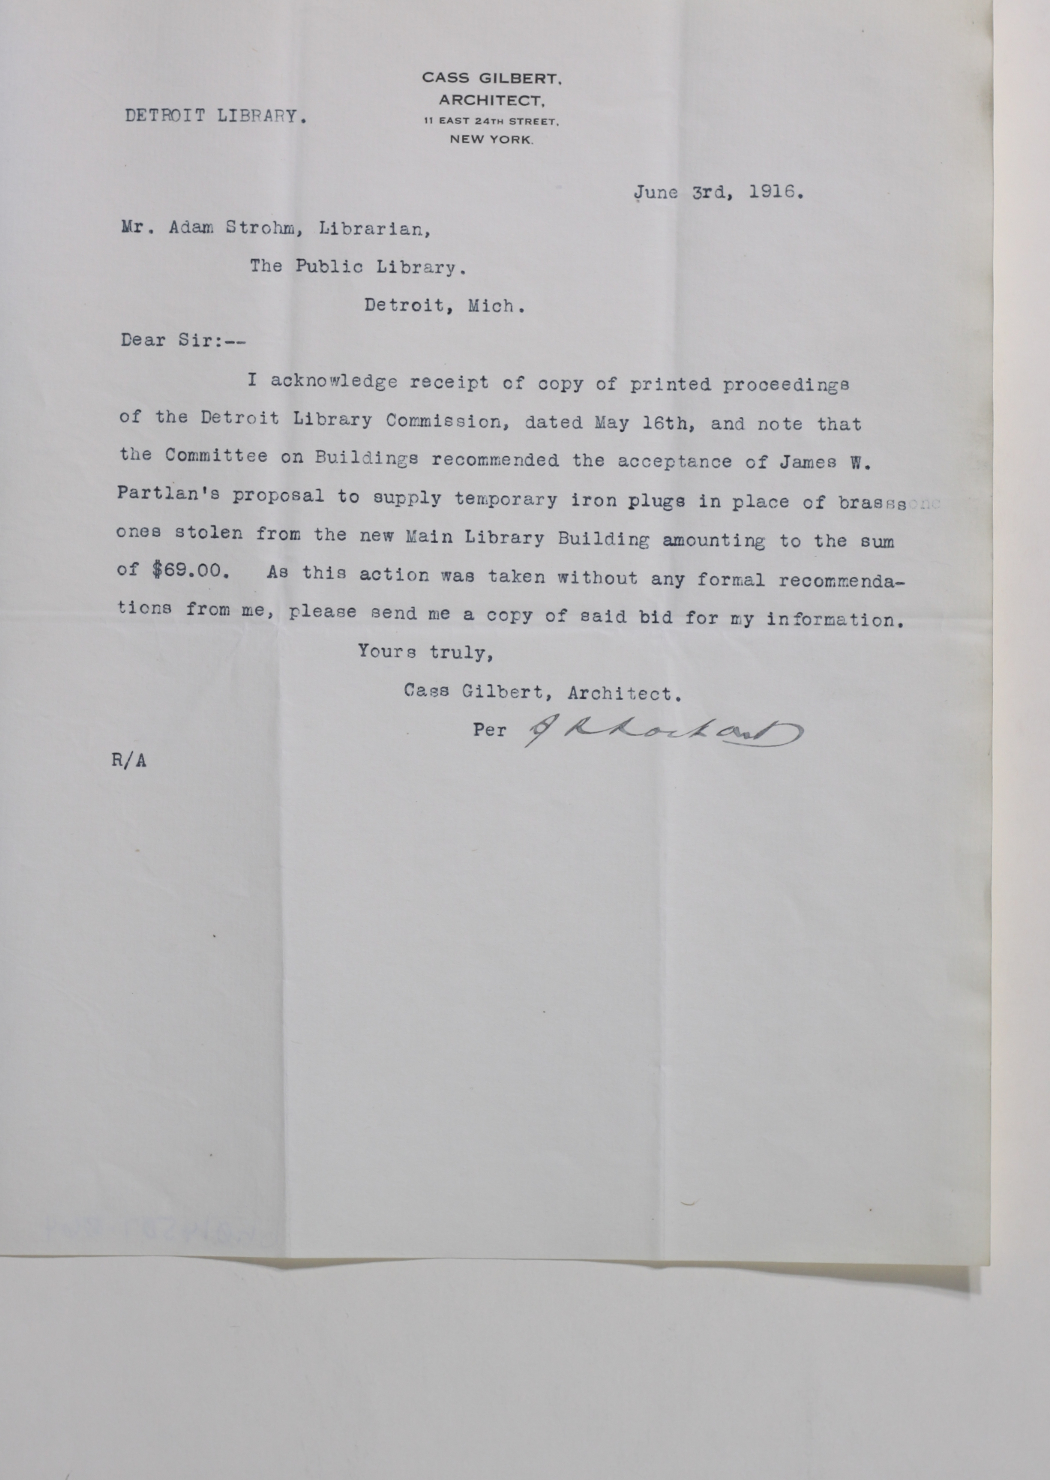 CASS GILBERT,
ARCHITECT,
DETROIT LIBRARY.
11 EAST 24TH STREET,
NEW YORK.
June 3rd, 1916.
Mr. Adam Strohm, Librarian,
The Public Library.
Detroit, Mich.
Dear Sir:--
I acknowledge receipt of copy of printed proceedings
of the Detroit Library Commission, dated May 16th, and note that
the Committee on Buildings recommended the acceptance of James W.
Partlan's proposal to supply temporary iron plugs in place of brasss
ones stolen from the new Main Library Building amounting to the sum
of $69.00. As this action was taken without any formal recommenda-
tions from me, please send me a copy of said bid for my information.
Yours truly,
Cass Gilbert, Architect.
Per
R/A